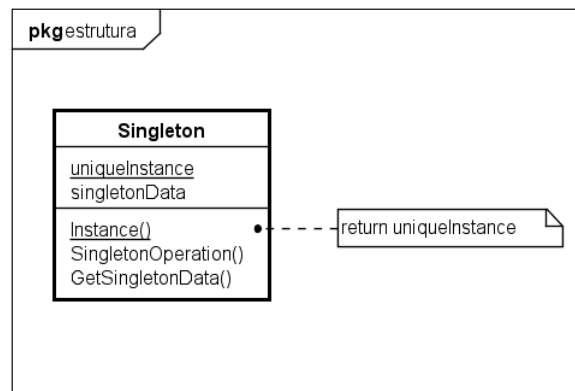 pkg estrutura
Singleton
uniqueInstance
singletonData
Instance()
return uniqueInstance
SingletonOperation()
GetSingletonData()